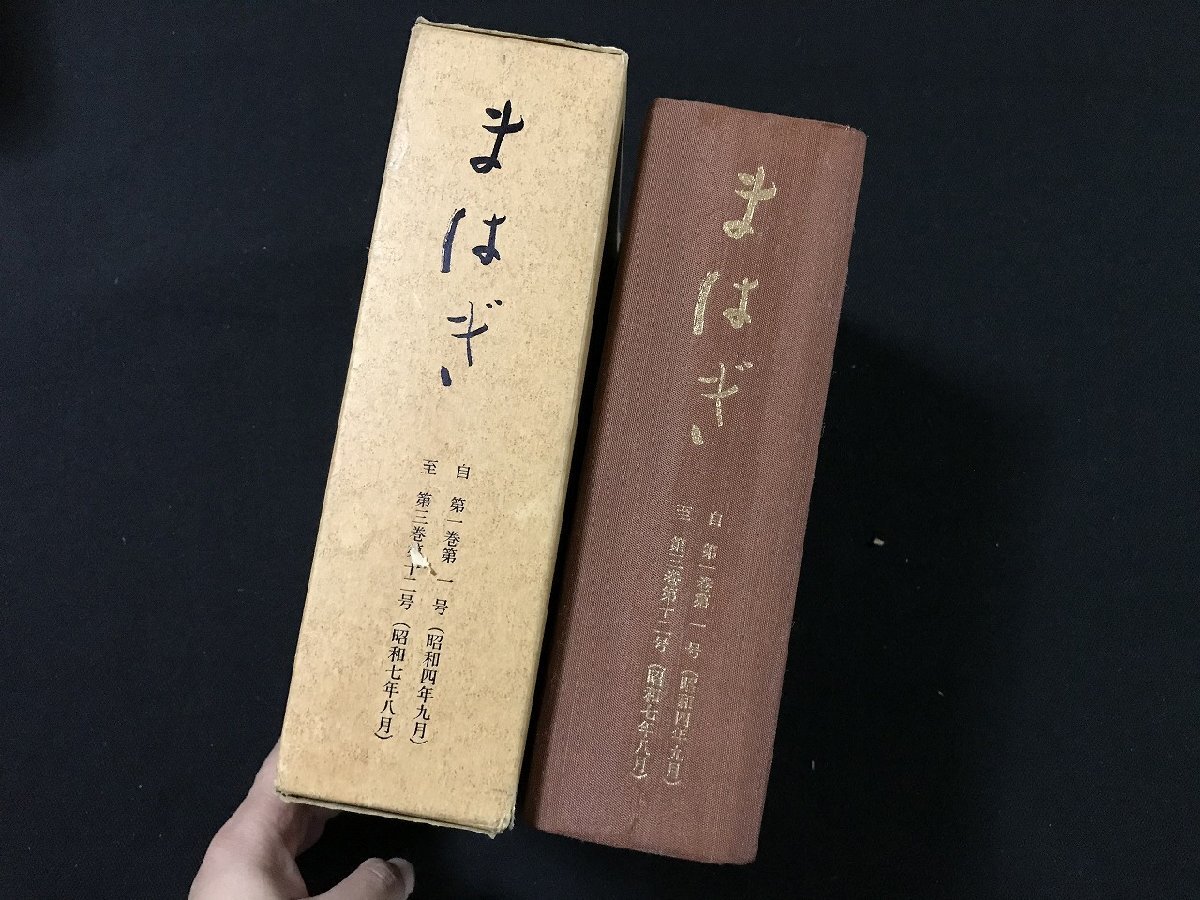 まはぎ
自 第一巻第 一 号（昭和四年九月）
至 第三巻第十二号（昭和七年八月）
まはぎ
自 第一巻第 一 号（昭和四年九月）
至 第三巻第十二号（昭和七年八月）